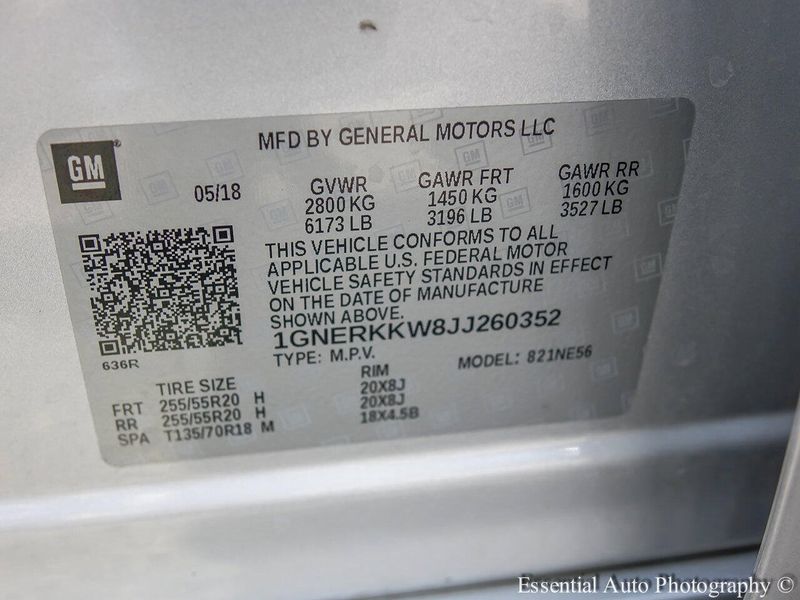 MFD BY GENERAL MOTORS LLC
GM
05/18
GVWR GAWR FRT GAWR RR
2800 KG 1450 KG 1600 KG
6173 LB 3196 LB 3527 LB
THIS VEHICLE CONFORMS TO ALL
APPLICABLE U.S. FEDERAL MOTOR
VEHICLE SAFETY STANDARDS IN EFFECT
ON THE DATE OF MANUFACTURE
SHOWN ABOVE.
1GNERKKW8JJ260352
TYPE: M.P.V. MODEL: 821NE56
636R
TIRE SIZE RIM
FRT 255/55R20 H 20X8J
RR 255/55R20 H 20X8J
SPA T135/70R18 M 18X4.5B
Essential Auto Photography ©